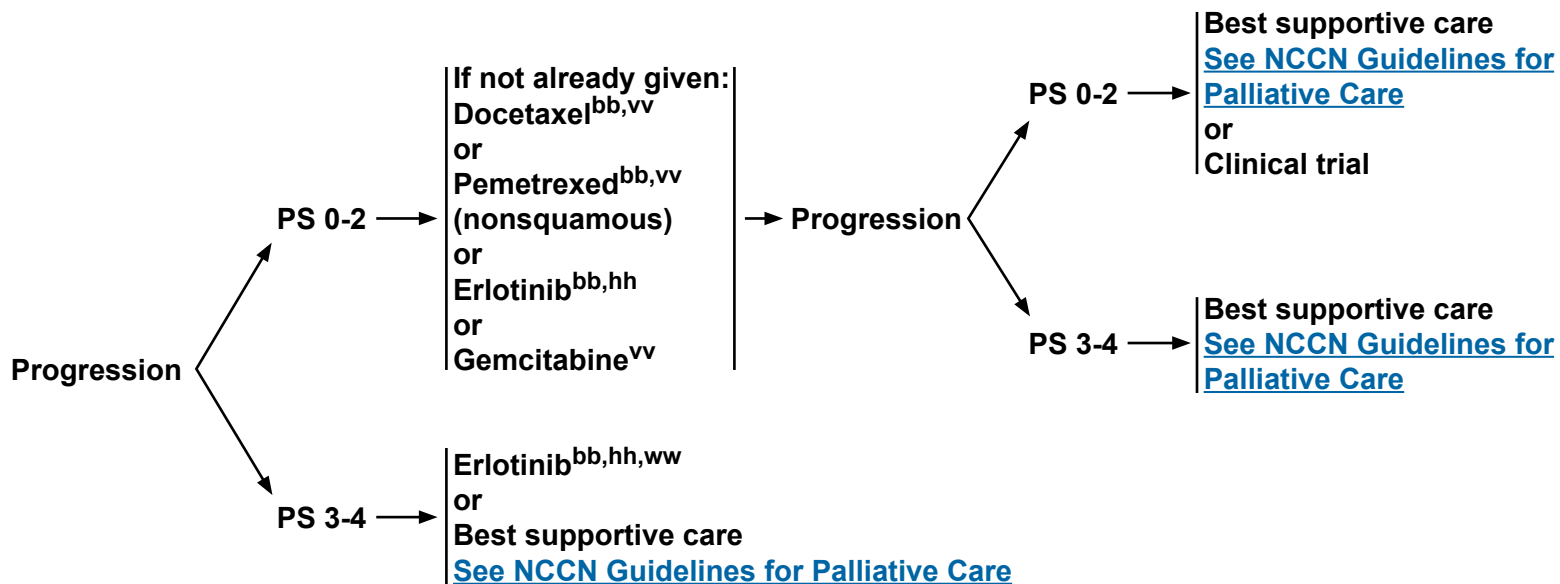 Progression
PS 0-2
If not already given:
Docetaxelbb,vv
or
Pemetrexedbb,vv
(nonsquamous)
or
Erlotinibbb,hh
or
Gemcitabinevv
Progression
PS 0-2
Best supportive care
See NCCN Guidelines for
Palliative Care
or
Clinical trial
PS 3-4
Best supportive care
See NCCN Guidelines for
Palliative Care
PS 3-4
Erlotinibbb,hh,ww
or
Best supportive care
See NCCN Guidelines for Palliative Care